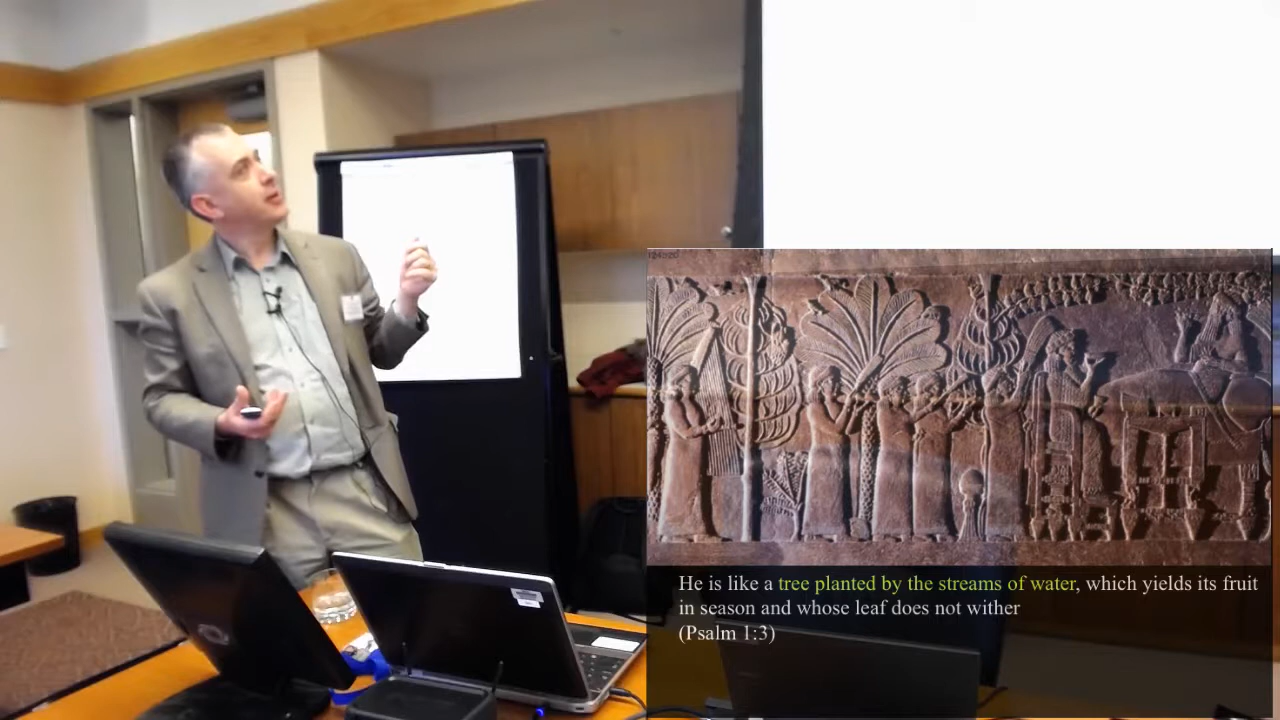 124920
He is like a tree planted by the streams of water, which yields its fruit
in season and whose leaf does not wither
(Psalm 1:3)